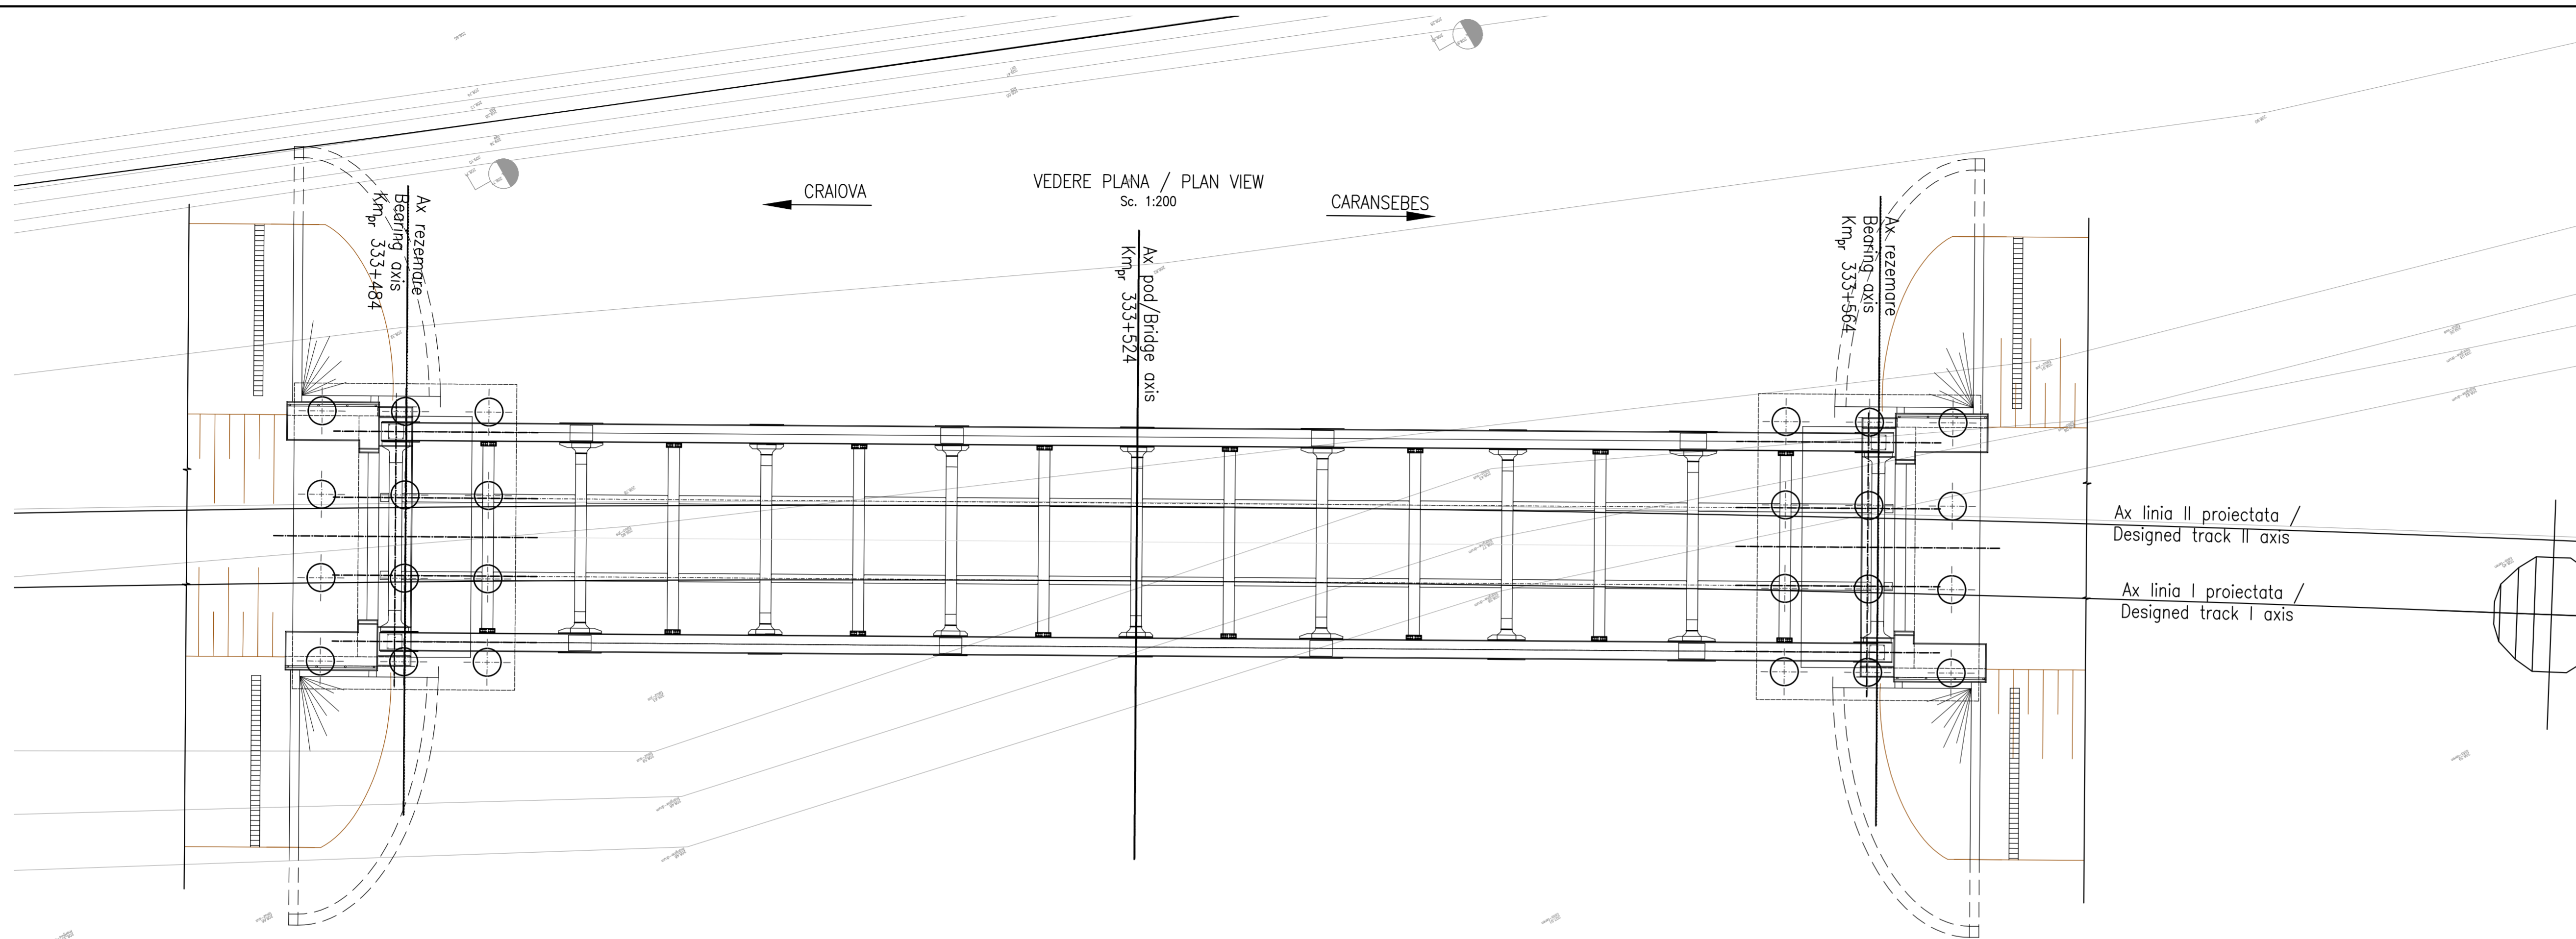 VEDERE PLANA / PLAN VIEW
Sc. 1:200
CRAIOVA
CARANSEBES
Ax rezemare
Bearing axis
Kmpr 333+484
Ax pod/Bridge axis
Kmpr 333+524
Ax rezemare
Bearing axis
Kmpr 333+564
Ax linia II proiectata /
Designed track II axis
Ax linia I proiectata /
Designed track I axis